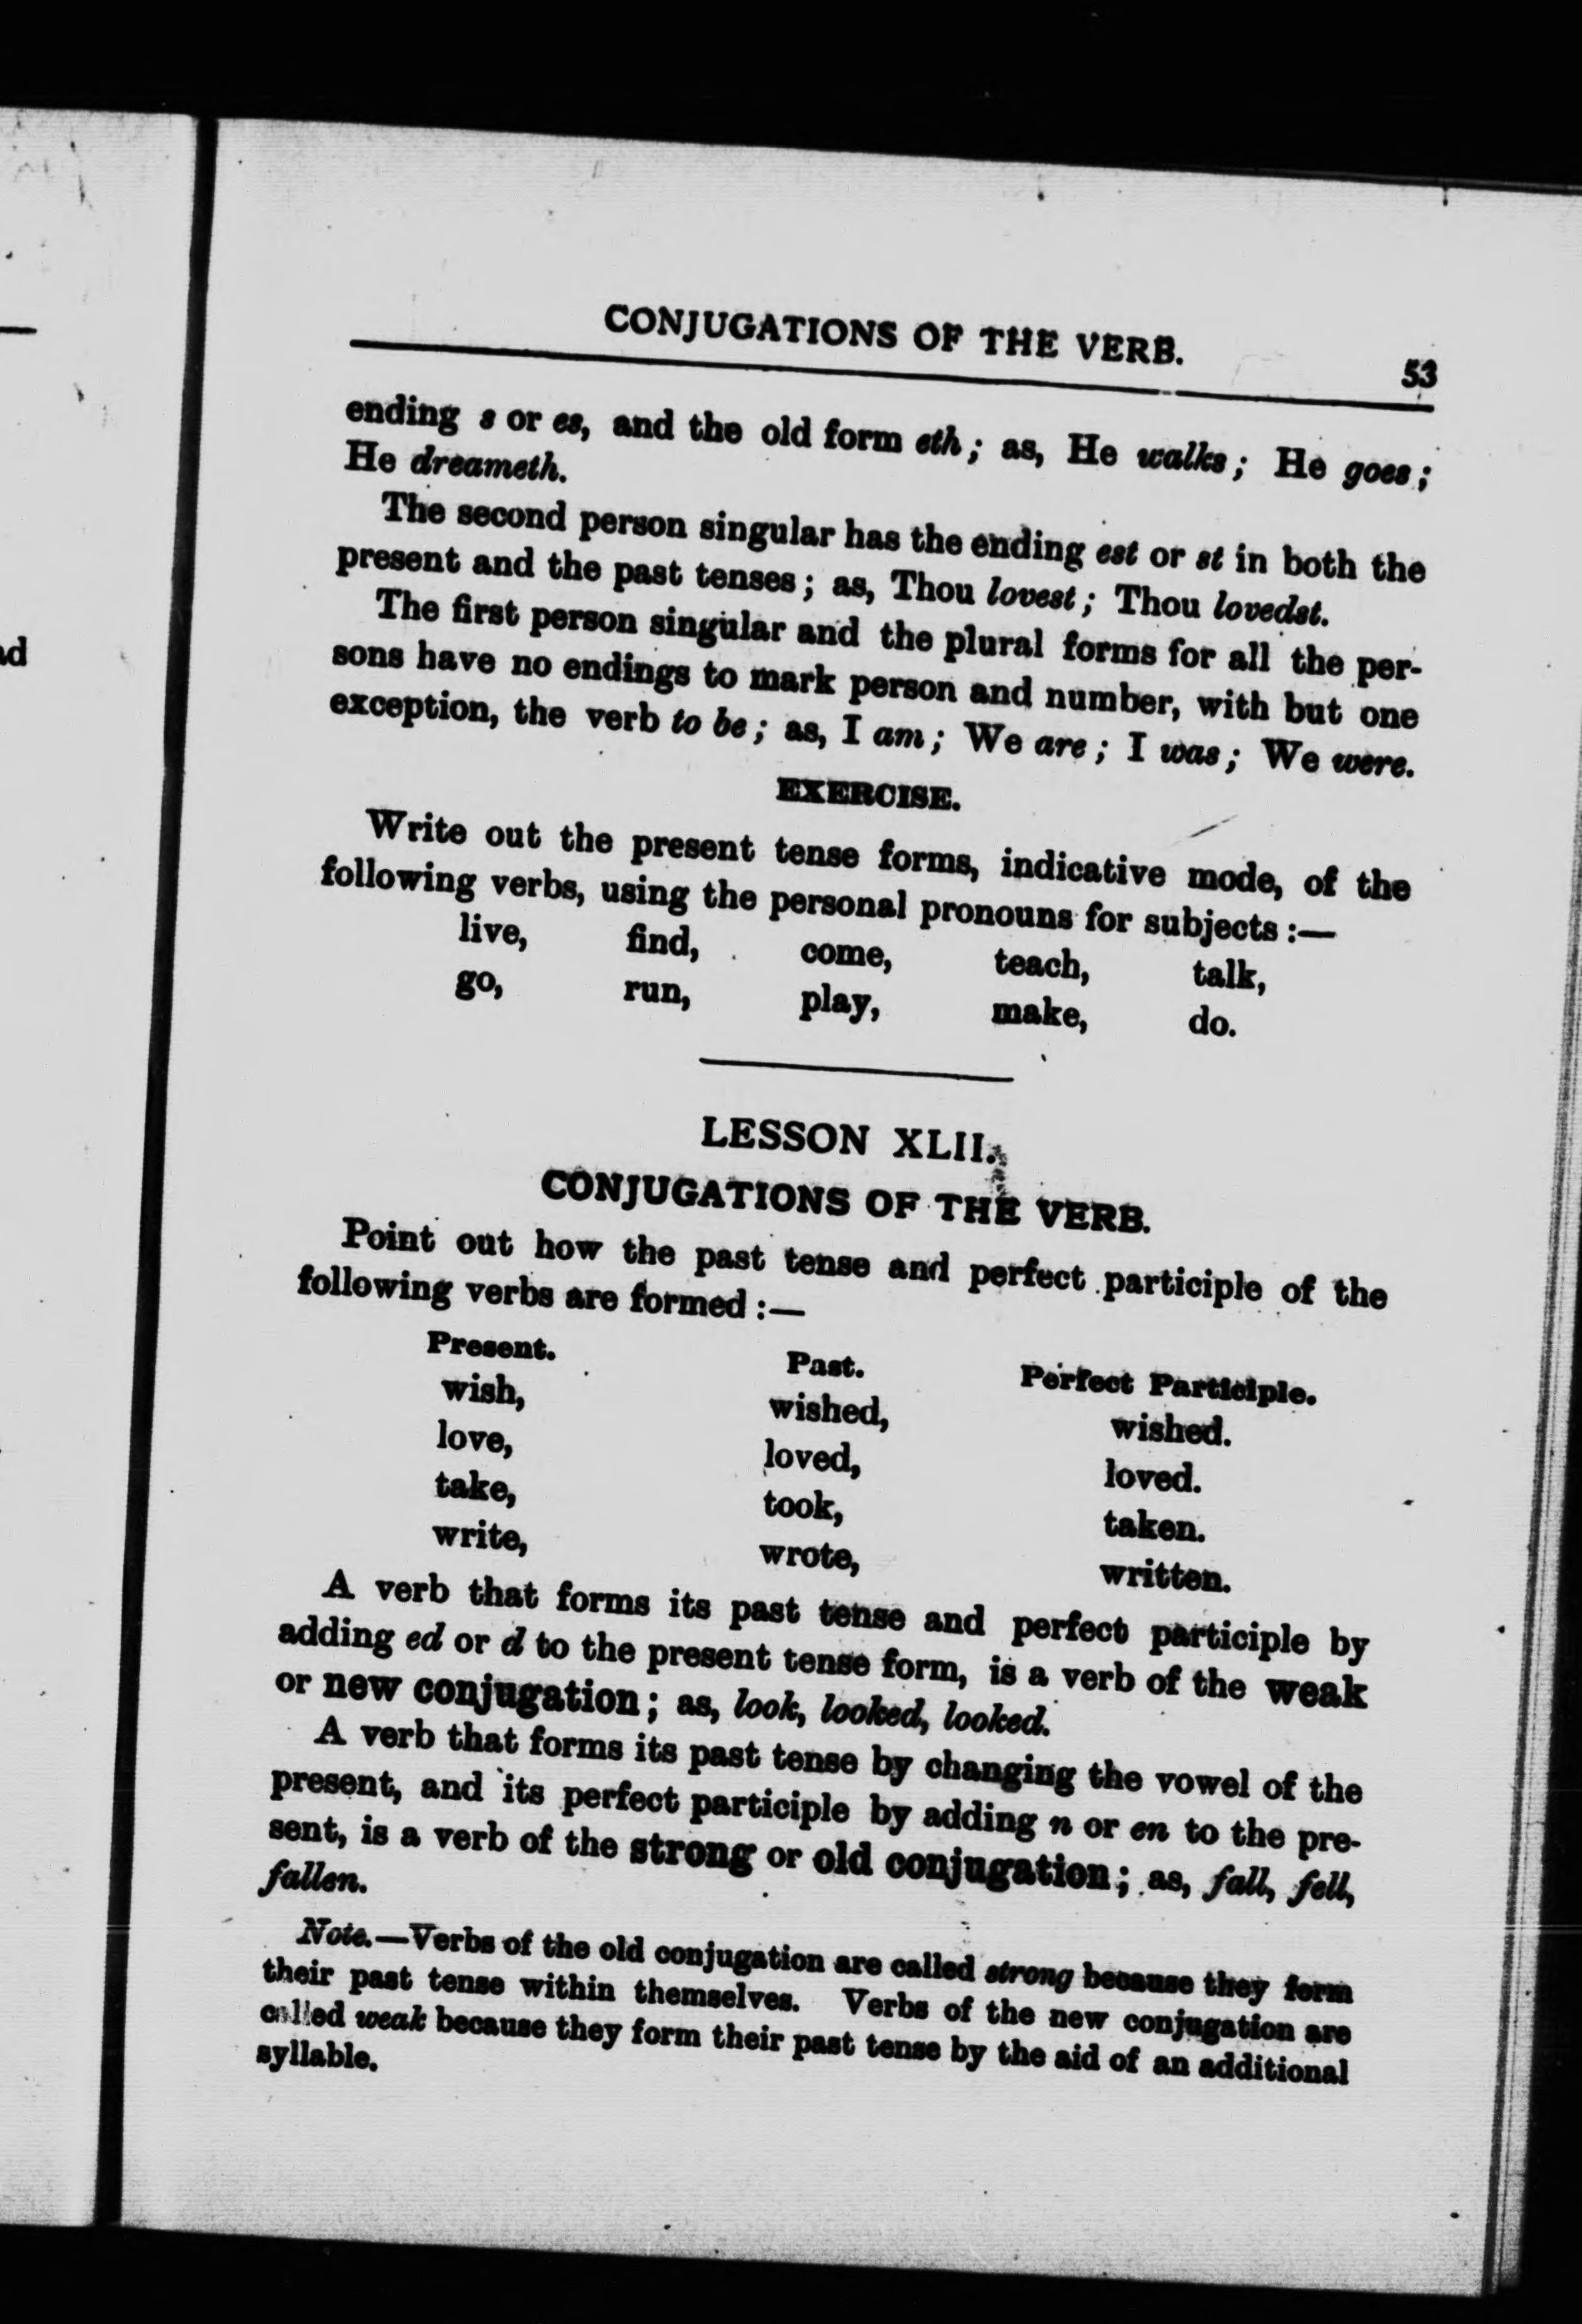 CONJUGATIONS OF THE VERB.
53
ending s or es, and the old form eth; as, He walks; He goes;
He dreameth.
The second person singular has the ending est or st in both the
present and the past tenses; as, Thou lovest; Thou lovedst.
The first person singular and the plural forms for all the per-
sons have no endings to mark person and number, with but one
exception, the verb to be; as, I am; We are; I was; We were.
EXERCISE.
Write out the present tense forms, indicative mode, of the
following verbs, using the personal pronouns for subjects:—
live, find, come, teach, talk,
go, run, play, make, do.
LESSON XLII.
CONJUGATIONS OF THE VERB.
Point out how the past tense and perfect participle of the
following verbs are formed:—
Present. Past. Perfect Participle.
wish, wished, wished.
love, loved, loved.
take, took, taken.
write, wrote, written.
A verb that forms its past tense and perfect participle by
adding ed or d to the present tense form, is a verb of the weak
or new conjugation; as, look, looked, looked.
A verb that forms its past tense by changing the vowel of the
present, and its perfect participle by adding n or en to the pre-
sent, is a verb of the strong or old conjugation; as, fall, fell,
fallen.
Note.—Verbs of the old conjugation are called strong because they form
their past tense within themselves. Verbs of the new conjugation are
called weak because they form their past tense by the aid of an additional
syllable.